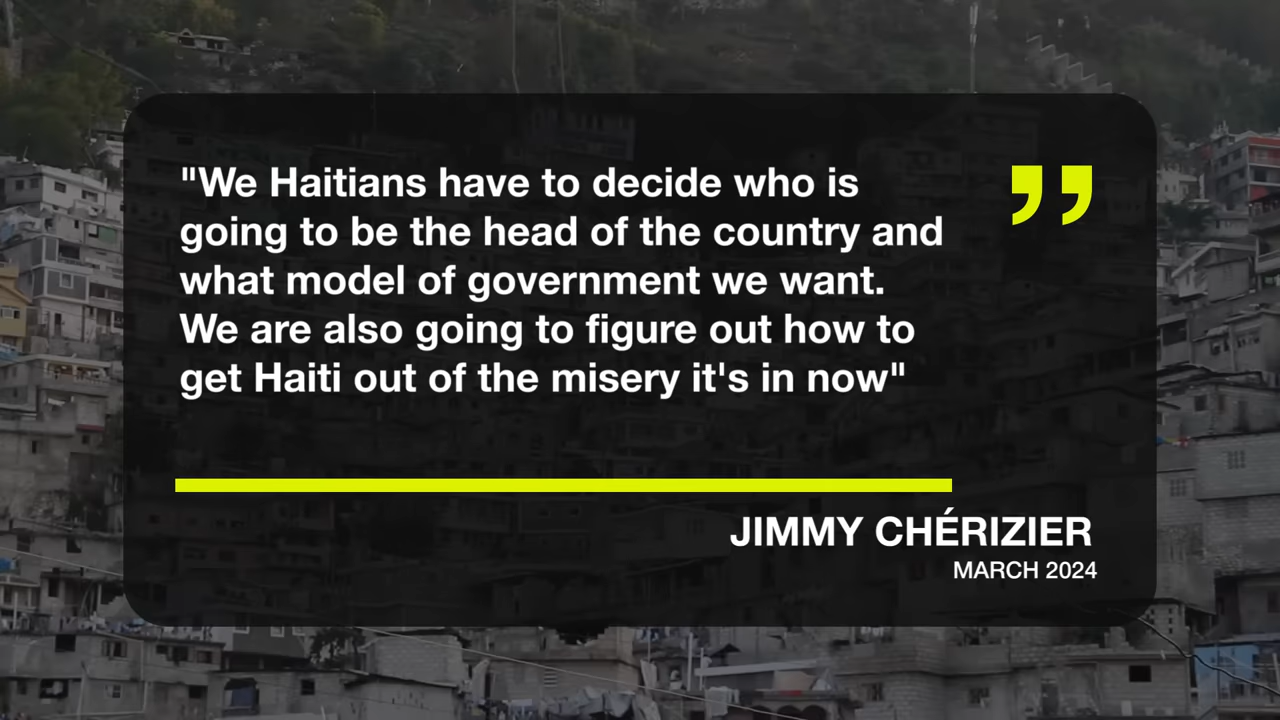 "We Haitians have to decide who is
going to be the head of the country and
what model of government we want.
We are also going to figure out how to
get Haiti out of the misery it's in now"
JIMMY CHÉRIZIER
MARCH 2024